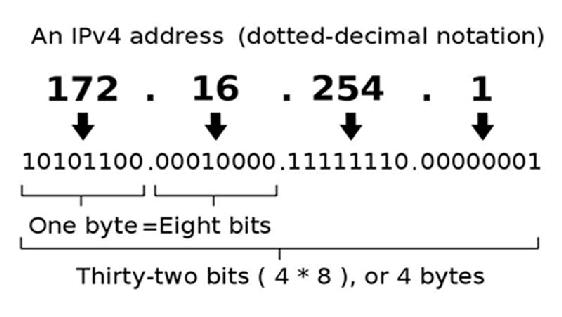 An IPv4 address (dotted-decimal notation)
172 . 16 . 254 . 1
10101100.00010000.11111110.00000001
One byte=Eight bits
Thirty-two bits ( 4 * 8 ), or 4 bytes